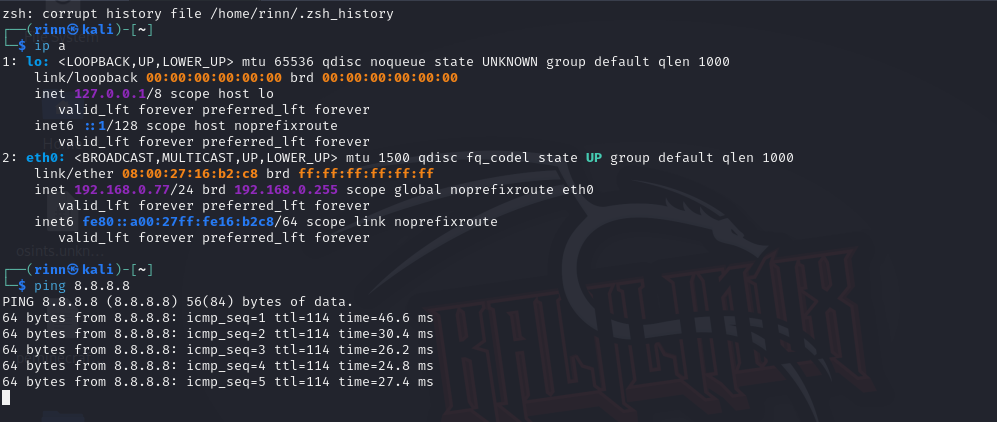 zsh: corrupt history file /home/rinn/.zsh_history
┌──(rinn㉿kali)-[~]
└─$ ip a
1: lo: <LOOPBACK,UP,LOWER_UP> mtu 65536 qdisc noqueue state UNKNOWN group default qlen 1000
    link/loopback 00:00:00:00:00:00 brd 00:00:00:00:00:00
    inet 127.0.0.1/8 scope host lo
       valid_lft forever preferred_lft forever
    inet6 ::1/128 scope host noprefixroute
       valid_lft forever preferred_lft forever
2: eth0: <BROADCAST,MULTICAST,UP,LOWER_UP> mtu 1500 qdisc fq_codel state UP group default qlen 1000
    link/ether 08:00:27:16:b2:c8 brd ff:ff:ff:ff:ff:ff
    inet 192.168.0.77/24 brd 192.168.0.255 scope global noprefixroute eth0
       valid_lft forever preferred_lft forever
    inet6 fe80::a00:27ff:fe16:b2c8/64 scope link noprefixroute
       valid_lft forever preferred_lft forever
osints.unkn...
┌──(rinn㉿kali)-[~]
└─$ ping 8.8.8.8
PING 8.8.8.8 (8.8.8.8) 56(84) bytes of data.
64 bytes from 8.8.8.8: icmp_seq=1 ttl=114 time=46.6 ms
64 bytes from 8.8.8.8: icmp_seq=2 ttl=114 time=30.4 ms
64 bytes from 8.8.8.8: icmp_seq=3 ttl=114 time=26.2 ms
64 bytes from 8.8.8.8: icmp_seq=4 ttl=114 time=24.8 ms
64 bytes from 8.8.8.8: icmp_seq=5 ttl=114 time=27.4 ms
KALI LINUX